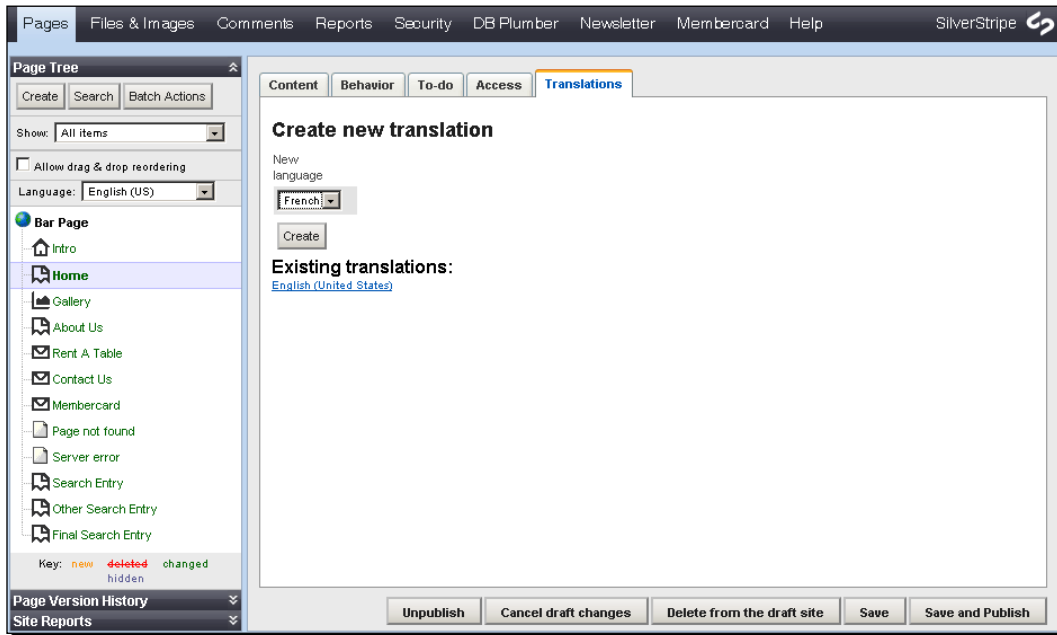 Pages Files & Images Comments Reports Security DB Plumber Newsletter Membercard Help SilverStripe
Page Tree
Create Search Batch Actions
Show: All items
Allow drag & drop reordering
Language: English (US)
Bar Page
Intro
Home
Gallery
About Us
Rent A Table
Contact Us
Membercard
Page not found
Server error
Search Entry
Other Search Entry
Final Search Entry
Key: new deleted changed
hidden
Page Version History
Site Reports
Content Behavior To-do Access Translations
Create new translation
New
language
French
Create
Existing translations:
English (United States)
Unpublish Cancel draft changes Delete from the draft site Save Save and Publish